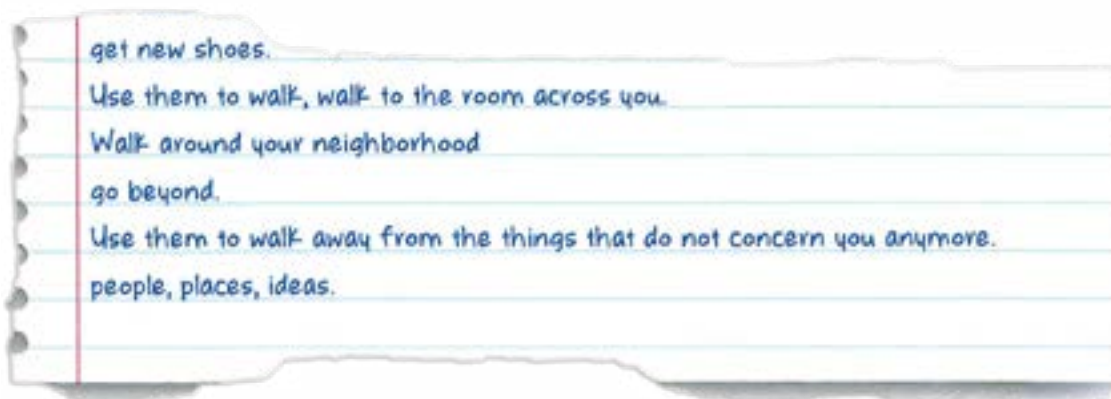 get new shoes.
Use them to walk, walk to the room across you.
Walk around your neighborhood
go beyond.
Use them to walk away from the things that do not concern you anymore.
people, places, ideas.